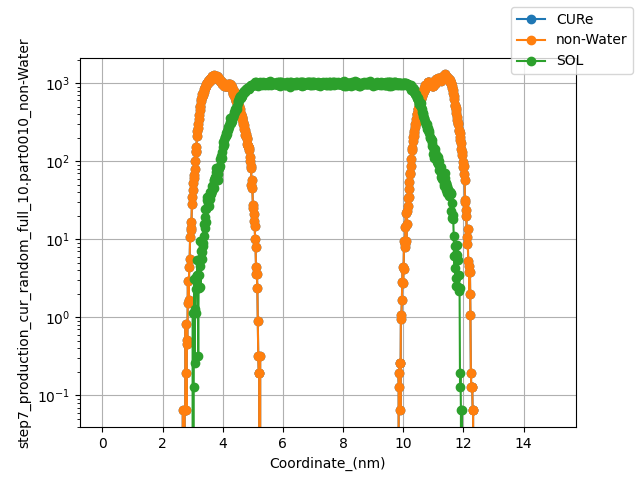 CURe
non-Water
SOL
step7_production_cur_random_full_10.part0010_non-Water
10³
10²
10¹
10⁰
10⁻¹
0 2 4 6 8 10 12 14
Coordinate_(nm)